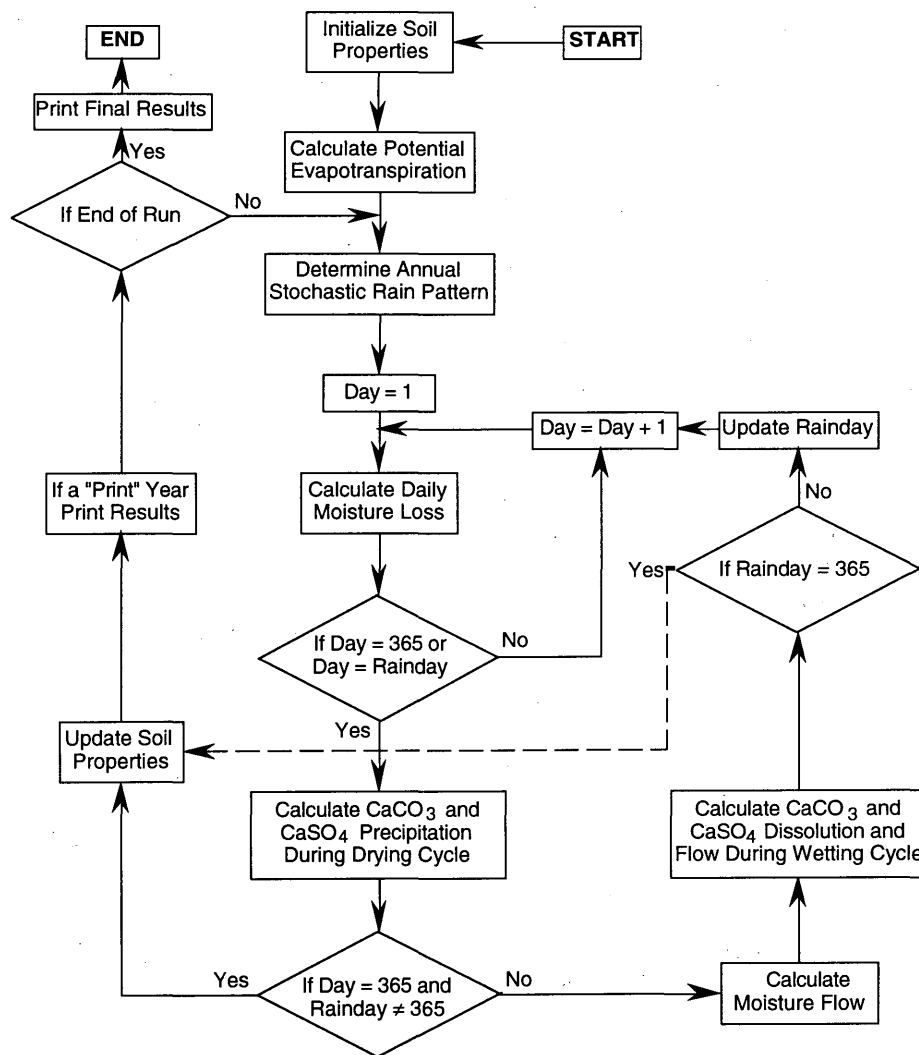 END
Initialize Soil
Properties
START
Print Final Results
Yes
Calculate Potential
Evapotranspiration
If End of Run
No
Determine Annual
Stochastic Rain Pattern
Day = 1
Day = Day + 1
Update Rainday
If a "Print" Year
Print Results
Calculate Daily
Moisture Loss
No
Yes
If Rainday = 365
If Day = 365 or
Day = Rainday
No
Yes
Update Soil
Properties
Calculate CaCO3 and
CaSO4 Precipitation
During Drying Cycle
Calculate CaCO3 and
CaSO4 Dissolution and
Flow During Wetting Cycle
Yes
If Day = 365 and
Rainday ≠ 365
No
Calculate
Moisture Flow